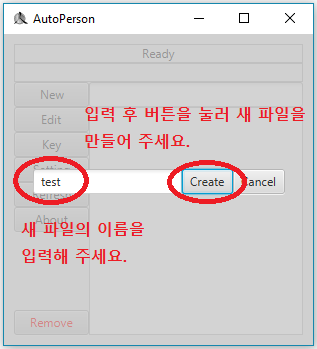 AutoPerson
Ready
New
입력 후 버튼을 눌러 새 파일을
Edit
만들어 주세요.
Key
test
Create
Cancel
Refresh
About
새 파일의 이름을
입력해 주세요.
Remove